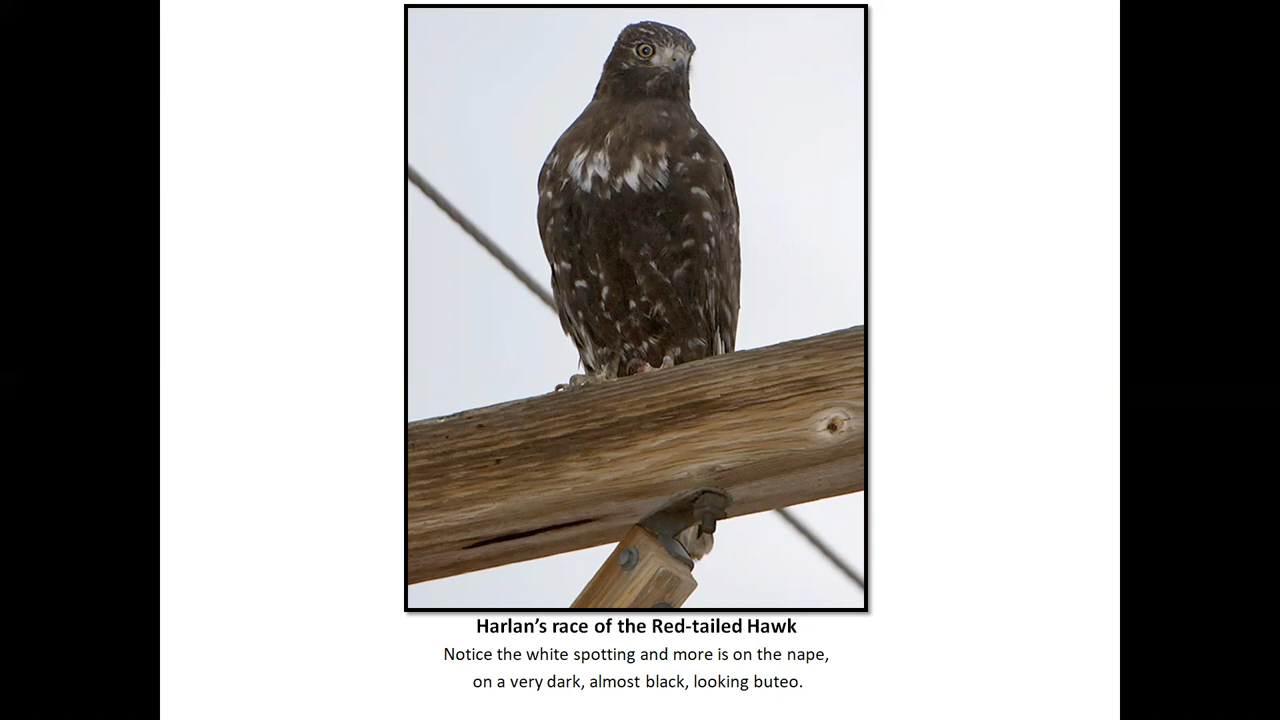 Harlan’s race of the Red-tailed Hawk
Notice the white spotting and more is on the nape,
on a very dark, almost black, looking buteo.